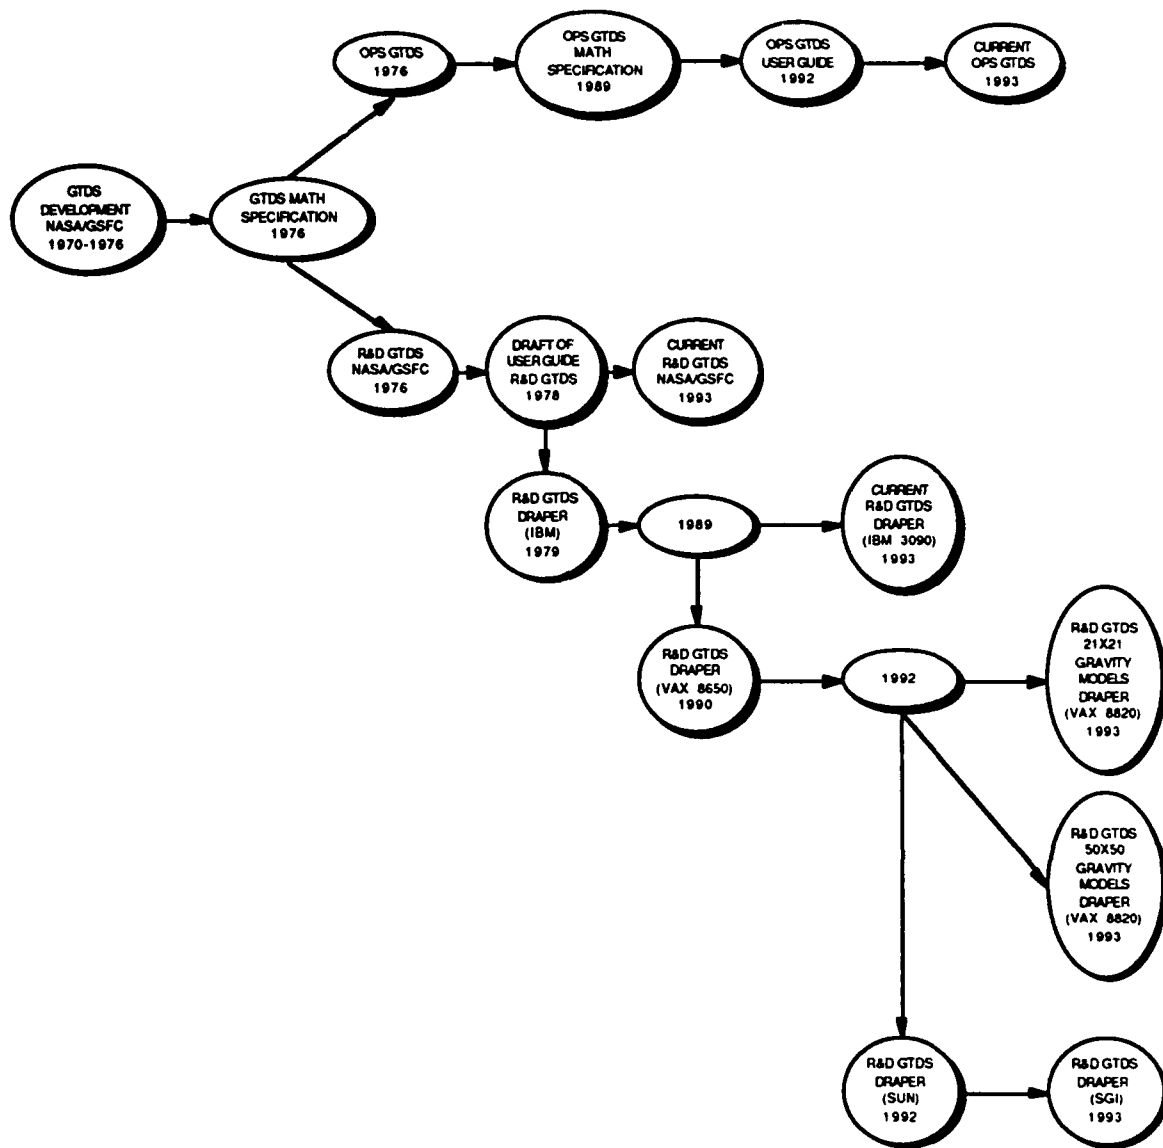 OPS GTDS
1976
OPS GTDS
MATH
SPECIFICATION
1989
OPS GTDS
USER GUIDE
1992
CURRENT
OPS GTDS
1993
GTDS
DEVELOPMENT
NASA/GSFC
1970-1976
GTDS MATH
SPECIFICATION
1976
R&D GTDS
NASA/GSFC
1976
DRAFT OF
USER GUIDE
R&D GTDS
1978
CURRENT
R&D GTDS
NASA/GSFC
1993
R&D GTDS
DRAPER
(IBM)
1979
1989
CURRENT
R&D GTDS
DRAPER
(IBM 3090)
1993
R&D GTDS
DRAPER
(VAX 8650)
1990
1992
R&D GTDS
21X21
GRAVITY
MODELS
DRAPER
(VAX 8820)
1993
R&D GTDS
50X50
GRAVITY
MODELS
DRAPER
(VAX 8820)
1993
R&D GTDS
DRAPER
(SUN)
1992
R&D GTDS
DRAPER
(SGI)
1993